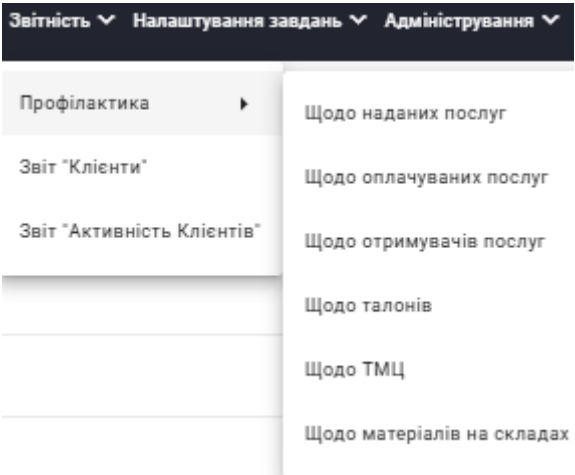 Звітність Налаштування завдань Адміністрування
Профілактика
Звіт "Клієнти"
Звіт "Активність Клієнтів"
Щодо наданих послуг
Щодо оплачуваних послуг
Щодо отримувачів послуг
Щодо талонів
Щодо ТМЦ
Щодо матеріалів на складах